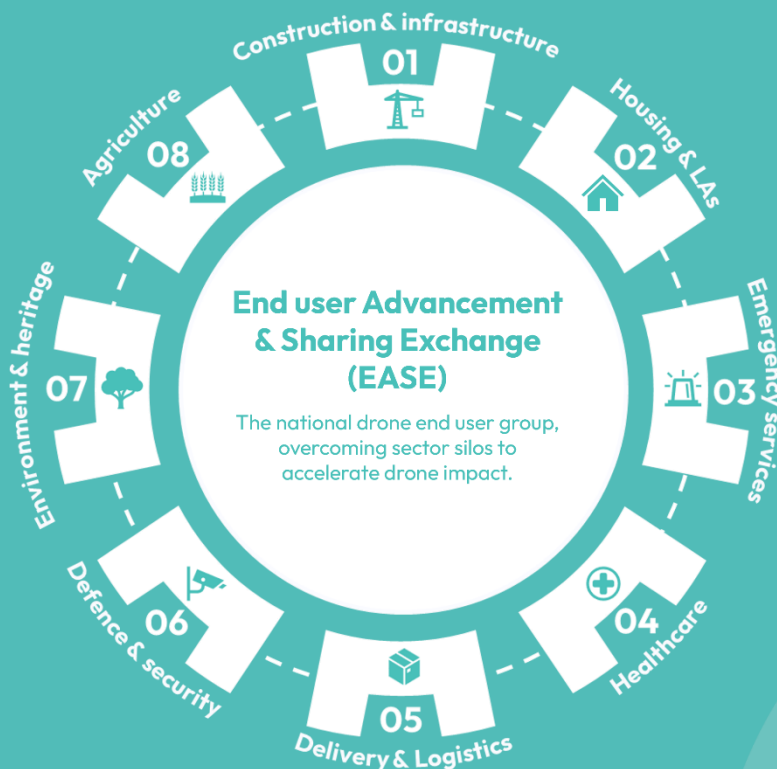 End user Advancement
& Sharing Exchange
(EASE)
The national drone end user group,
overcoming sector silos to
accelerate drone impact.
Construction & infrastructure
01
Housing & LAs
02
Emergency services
03
Healthcare
04
Delivery & Logistics
05
Defence & security
06
Environment & heritage
07
Agriculture
08